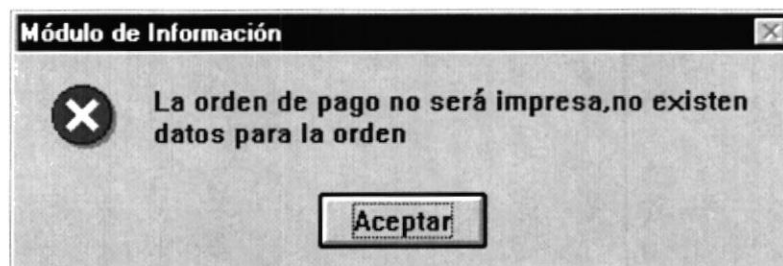 Módulo de Información
La orden de pago no será impresa,no existen
datos para la orden
Aceptar